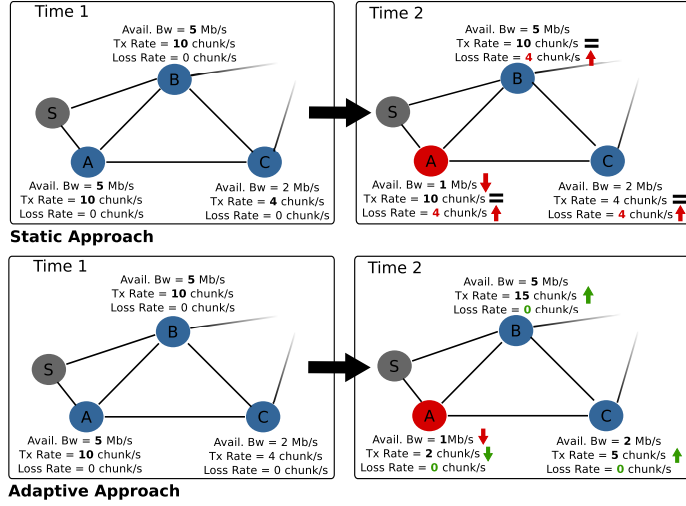 Time 1
Avail. Bw = 5 Mb/s
Tx Rate = 10 chunk/s
Loss Rate = 0 chunk/s
B
S
A
C
Avail. Bw = 5 Mb/s
Tx Rate = 10 chunk/s
Loss Rate = 0 chunk/s
Avail. Bw = 2 Mb/s
Tx Rate = 4 chunk/s
Loss Rate = 0 chunk/s
Time 2
Avail. Bw = 5 Mb/s
Tx Rate = 10 chunk/s =
Loss Rate = 4 chunk/s
B
S
A
C
Avail. Bw = 1 Mb/s
Tx Rate = 10 chunk/s =
Loss Rate = 4 chunk/s
Avail. Bw = 2 Mb/s
Tx Rate = 4 chunk/s =
Loss Rate = 4 chunk/s
Static Approach
Time 1
Avail. Bw = 5 Mb/s
Tx Rate = 10 chunk/s
Loss Rate = 0 chunk/s
B
S
A
C
Avail. Bw = 5 Mb/s
Tx Rate = 10 chunk/s
Loss Rate = 0 chunk/s
Avail. Bw = 2 Mb/s
Tx Rate = 4 chunk/s
Loss Rate = 0 chunk/s
Time 2
Avail. Bw = 5 Mb/s
Tx Rate = 15 chunk/s
Loss Rate = 0 chunk/s
B
S
A
C
Avail. Bw = 1Mb/s
Tx Rate = 2 chunk/s
Loss Rate = 0 chunk/s
Avail. Bw = 2 Mb/s
Tx Rate = 5 chunk/s
Loss Rate = 0 chunk/s
Adaptive Approach